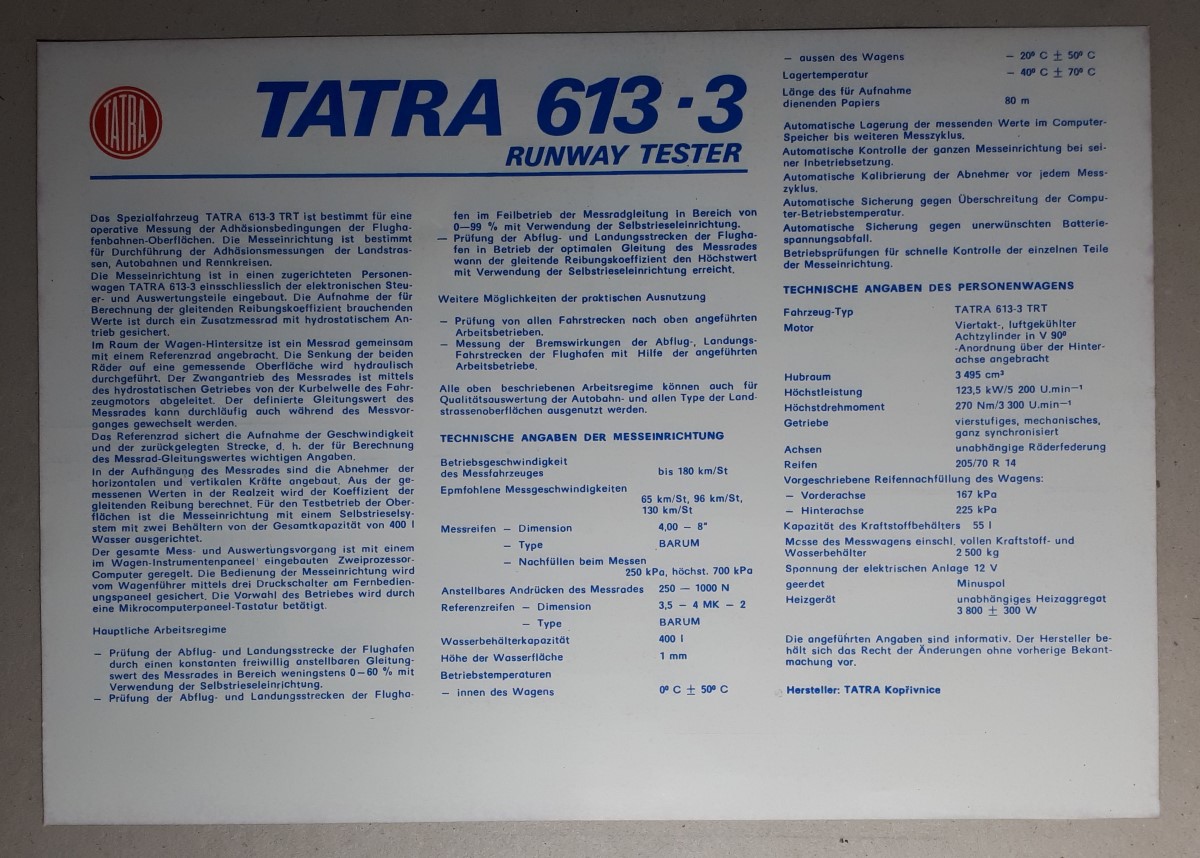 TATRA
TATRA 613-3
RUNWAY TESTER
Das Spezialfahrzeug TATRA 613-3 TRT ist bestimmt für eine
operative Messung der Adhäsionsbedingungen der Flugha-
fenbahnen-Oberflächen. Die Messeinrichtung ist bestimmt
für Durchführung der Adhäsionsmessungen der Landstras-
sen, Autobahnen und Rennkreisen.
Die Messeinrichtung ist in einen zugerichteten Personen-
wagen TATRA 613-3 einsschliesslich der elektronischen Steu-
er- und Auswertungsteile eingebaut. Die Aufnahme der für
Berechnung der gleitenden Reibungskoeffizient brauchenden
Werte ist durch ein Zusatzmessrad mit hydrostatischem An-
trieb gesichert.
Im Raum der Wagen-Hintersitze ist ein Messrad gemeinsam
mit einem Referenzrad angebracht. Die Senkung der beiden
Räder auf eine gemessende Oberfläche wird hydraulisch
durchgeführt. Der Zwangantrieb des Messrades ist mittels
des hydrostatischen Getriebes von der Kurbelwelle des Fahr-
zeugmotors abgeleitet. Der definierte Gleitungswert des
Messrades kann durchlaufig auch während des Messvor-
ganges gewechselt werden.
Das Referenzrad sichert die Aufnahme der Geschwindigkeit
und der zurückgelegten Strecke, d. h. der für Berechnung
des Messrad-Gleitungswertes wichtigen Angaben.
In der Aufhängung des Messrades sind die Abnehmer der
horizontalen und vertikalen Kräfte angebaut. Aus der ge-
messenen Werten in der Realzeit wird der Koeffizient der
gleitenden Reibung berechnet. Für den Testbetrieb der Ober-
flächen ist die Messeinrichtung mit einem Selbstrieselsy-
stem mit zwei Behältern von der Gesamtkapazität von 400 l
Wasser ausgerichtet.
Der gesamte Mess- und Auswertungsvorgang ist mit einem
im Wagen-Instrumentenpaneel eingebauten Zweiprozessor-
Computer geregelt. Die Bedienung der Messeinrichtung wird
vom Wagenführer mittels drei Druckschalter am Fernbedien-
ungspaneel gesichert. Die Vorwahl des Betriebes wird durch
eine Mikrocomputerpaneel-Tastatur betätigt.
Hauptliche Arbeitsregime
— Prüfung der Abflug- und Landungsstrecke der Flughafen
durch einen konstanten freiwillig anstellbaren Gleitung-
swert des Messrades in Bereich weningstens 0—60 % mit
Verwendung der Selbstrieseleinrichtung.
— Prüfung der Abflug- und Landungsstrecken der Flugha-
fen im Feilbetrieb der Messradgleitung in Bereich von
0—99 % mit Verwendung der Selbstrieseleinrichtung.
— Prüfung der Abflug- und Landungsstrecken der Flugha-
fen in Betrieb der optimalen Gleitung des Messrades
wann der gleitende Reibungskoeffizient den Höchstwert
mit Verwendung der Selbstrieseleinrichtung erreicht.
Weitere Möglichkeiten der praktischen Ausnutzung
— Prüfung von allen Fahrstrecken nach oben angeführten
Arbeitsbetrieben.
— Messung der Bremswirkungen der Abflug-, Landungs-
Fahrstrecken der Flughafen mit Hilfe der angeführten
Arbeitsbetriebe.
Alle oben beschriebenen Arbeitsregime können auch für
Qualitätsauswertung der Autobahn- und allen Type der Land-
strassenoberflächen ausgenutzt werden.
TECHNISCHE ANGABEN DER MESSEINRICHTUNG
Betriebsgeschwindigkeit
des Messfahrzeuges bis 180 km/St
Epmfohlene Messgeschwindigkeiten
65 km/St, 96 km/St,
130 km/St
Messreifen — Dimension 4,00 — 8"
— Type BARUM
— Nachfüllen beim Messen
250 kPa, höchst. 700 kPa
Anstellbares Andrücken des Messrades 250 — 1000 N
Referenzreifen — Dimension 3,5 — 4 MK — 2
— Type BARUM
Wasserbehälterkapazität 400 l
Höhe der Wasserfläche 1 mm
Betriebstemperaturen
— innen des Wagens 0º C ± 50º C
— aussen des Wagens — 20º C ± 50º C
Lagertemperatur — 40º C ± 70º C
Länge des für Aufnahme
dienenden Papiers 80 m
Automatische Lagerung der messenden Werte im Computer-
Speicher bis weiteren Messzyklus.
Automatische Kontrolle der ganzen Messeinrichtung bei sei-
ner Inbetriebsetzung.
Automatische Kalibrierung der Abnehmer vor jedem Mess-
zyklus.
Automatische Sicherung gegen Überschreitung der Compu-
ter-Betriebstemperatur.
Automatische Sicherung gegen unerwünschten Batterie-
spannungsabfall.
Betriebsprüfungen für schnelle Kontrolle der einzelnen Teile
der Messeinrichtung.
TECHNISCHE ANGABEN DES PERSONENWAGENS
Fahrzeug-Typ TATRA 613-3 TRT
Motor Viertakt-, luftgekühlter
Achtzylinder in V 90º
-Anordnung über der Hinter-
achse angebracht
Hubraum 3 495 cm³
Höchstleistung 123,5 kW/5 200 U.min—¹
Höchstdrehmoment 270 Nm/3 300 U.min—¹
Getriebe vierstufiges, mechanisches,
ganz synchronisiert
Achsen unabhängige Räderfederung
Reifen 205/70 R 14
Vorgeschriebene Reifennachfüllung des Wagens:
— Vorderachse 167 kPa
— Hinterachse 225 kPa
Kapazität des Kraftstoffbehälters 55 l
Mcsse des Messwagens einschl. vollen Kraftstoff- und
Wasserbehälter 2 500 kg
Spannung der elektrischen Anlage 12 V
geerdet Minuspol
Heizgerät unabhängiges Heizaggregat
3 800 ± 300 W
Die angeführten Angaben sind informativ. Der Hersteller be-
hält sich das Recht der Änderungen ohne vorherige Bekant-
machung vor.
Hersteller: TATRA Kopřivnice